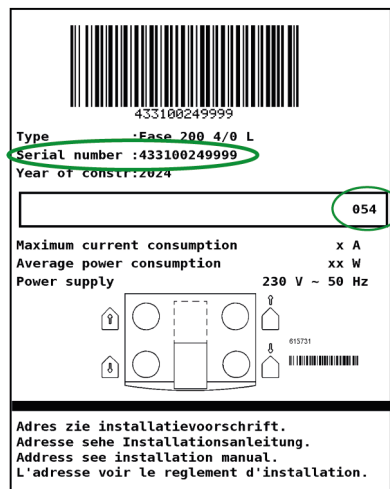 433100249999
Type :Ease 200 4/0 L
Serial number :433100249999
Year of constr:2024
054
Maximum current consumption x A
Average power consumption xx W
Power supply 230 V ~ 50 Hz
615731
Adres zie installatievoorschrift.
Adresse sehe Installationsanleitung.
Address see installation manual.
L'adresse voir le reglement d'installation.